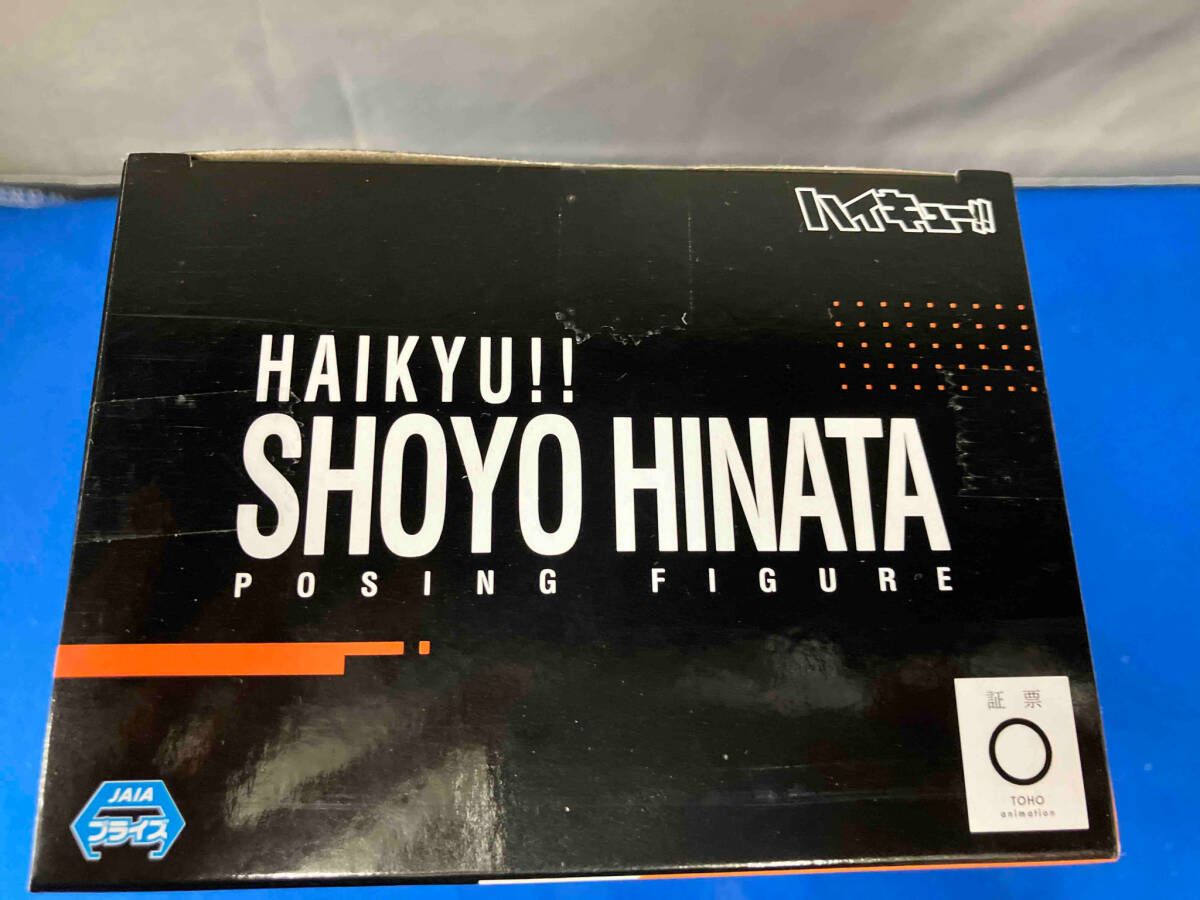 ハイキュー!!
HAIKYU!!
SHOYO HINATA
POSING FIGURE
証票
TOHO
animation
JAIA
プライズ